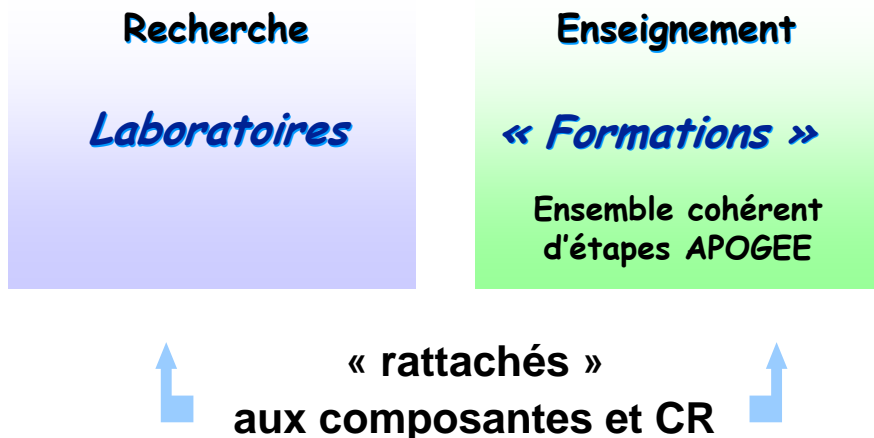 Recherche
Laboratoires
Enseignement
« Formations »
Ensemble cohérent
d'étapes APOGEE
« rattachés »
aux composantes et CR